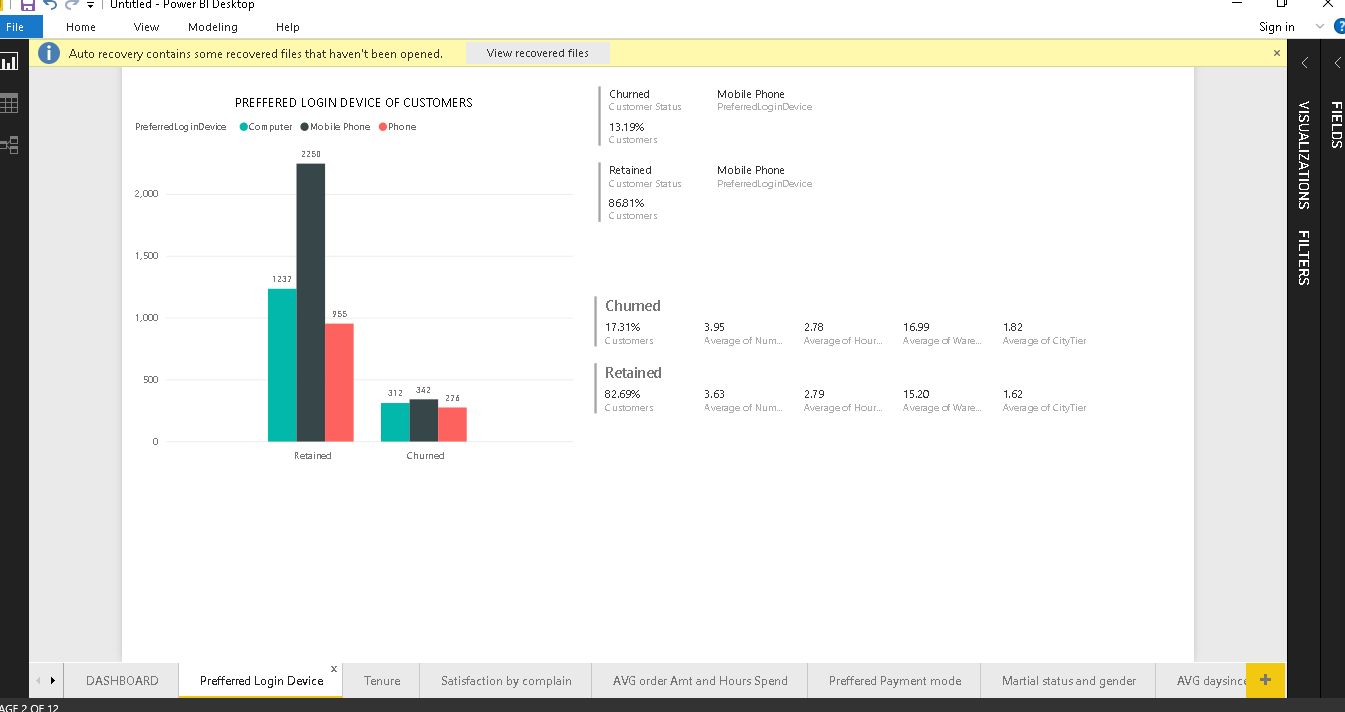 Untitled - Power BI Desktop
File Home View Modeling Help Sign in
Auto recovery contains some recovered files that haven't been opened. View recovered files
PREFFERED LOGIN DEVICE OF CUSTOMERS
PreferredLoginDevice Computer Mobile Phone Phone
2250
2,000
1,500
1237
1,000
955
500
312 342 276
0
Retained Churned
Churned Mobile Phone
Customer Status PreferredLoginDevice
13.19%
Customers
Retained Mobile Phone
Customer Status PreferredLoginDevice
86.81%
Customers
Churned
17.31% 3.95 2.78 16.99 1.82
Customers Average of Num... Average of Hour... Average of Ware... Average of CityTier
Retained
82.69% 3.63 2.79 15.20 1.62
Customers Average of Num... Average of Hour... Average of Ware... Average of CityTier
VISUALIZATIONS
FILTERS
FIELDS
DASHBOARD Prefferred Login Device x Tenure Satisfaction by complain AVG order Amt and Hours Spend Preffered Payment mode Martial status and gender AVG daysince +
AGE 2 OF 12